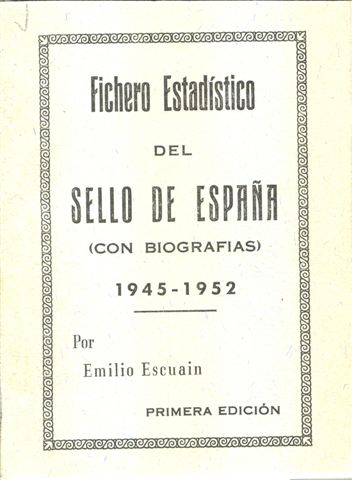 Fichero Estadístico
DEL
SELLO DE ESPAÑA
(CON BIOGRAFIAS)
1945-1952
Por
Emilio Escuain
PRIMERA EDICIÓN